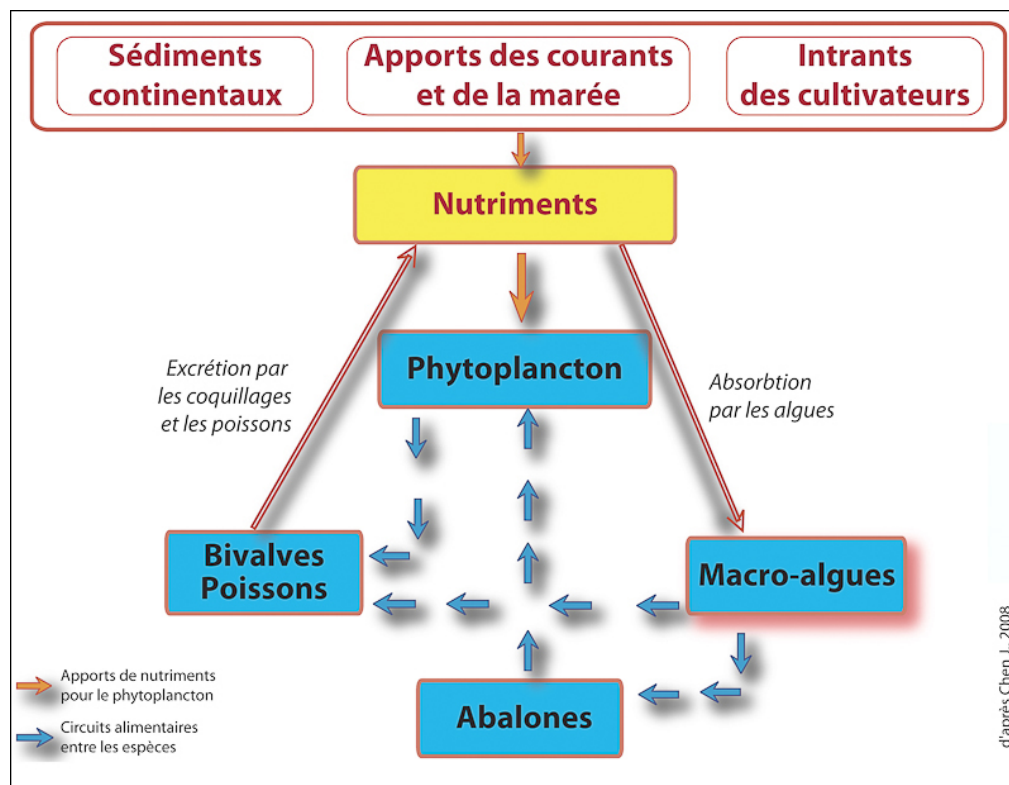 Sédiments
continentaux
Apports des courants
et de la marée
Intrants
des cultivateurs
Nutriments
Phytoplancton
Excrétion par
les coquillages
et les poissons
Absorbtion
par les algues
Bivalves
Poissons
Macro-algues
Abalones
Apports de nutriments
pour le phytoplancton
Circuits alimentaires
entre les espèces
d'après Chen J., 2008